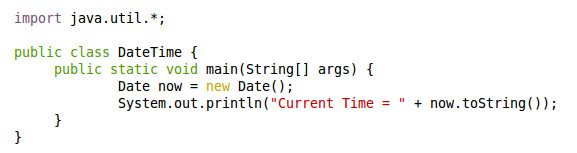 import java.util.*;

public class DateTime {
     public static void main(String[] args) {
             Date now = new Date();
             System.out.println("Current Time = " + now.toString());
     }
}